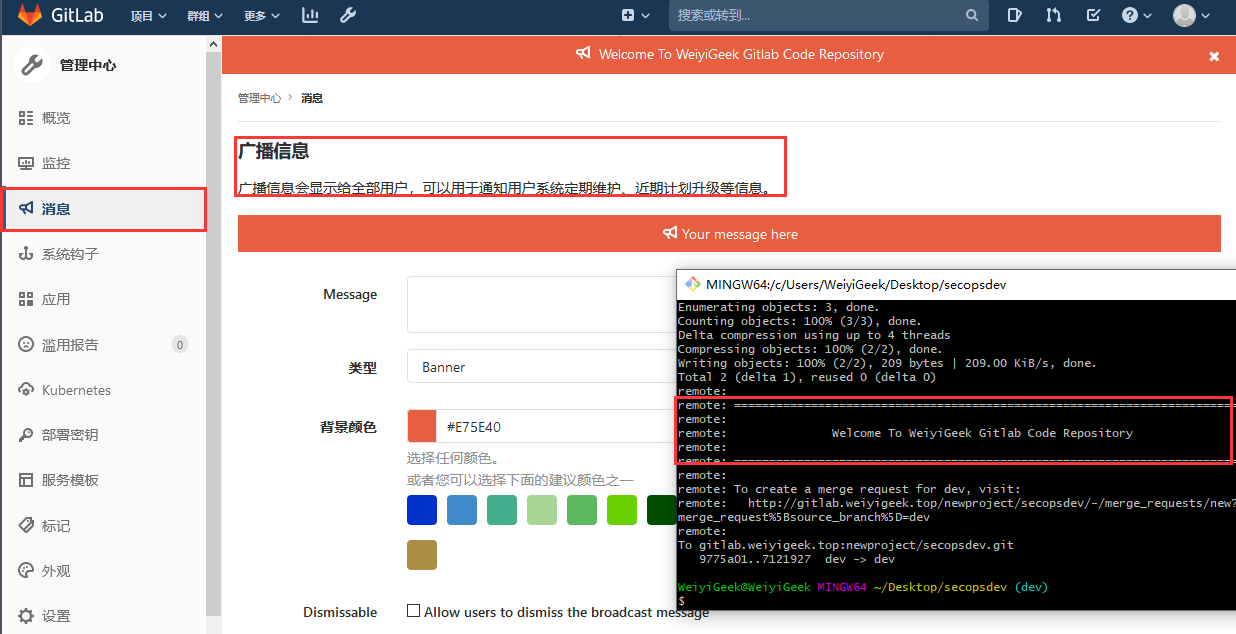 GitLab 项目 群组 更多 搜索或转到...
Welcome To WeiyiGeek Gitlab Code Repository
管理中心
概览
监控
消息
系统钩子
应用
滥用报告 0
Kubernetes
部署密钥
服务模板
标记
外观
设置
管理中心 > 消息
广播信息
广播信息会显示给全部用户，可以用于通知用户系统定期维护、近期计划升级等信息。
Your message here
Message
类型 Banner
背景颜色 #E75E40
选择任何颜色。
或者您可以选择下面的建议颜色之一
Dismissable Allow users to dismiss the broadcast message
MINGW64:/c/Users/WeiyiGeek/Desktop/secopsdev
Enumerating objects: 3, done.
Counting objects: 100% (3/3), done.
Delta compression using up to 4 threads
Compressing objects: 100% (2/2), done.
Writing objects: 100% (2/2), 209 bytes | 209.00 KiB/s, done.
Total 2 (delta 1), reused 0 (delta 0)
remote:
remote: ========================================================================
remote:
remote: Welcome To WeiyiGeek Gitlab Code Repository
remote:
remote: ========================================================================
remote:
remote: To create a merge request for dev, visit:
remote:   http://gitlab.weiyigeek.top/newproject/secopsdev/-/merge_requests/new?
merge_request%5Bsource_branch%5D=dev
remote:
To gitlab.weiyigeek.top:newproject/secopsdev.git
   9775a01..7121927  dev -> dev
WeiyiGeek@WeiyiGeek MINGW64 ~/Desktop/secopsdev (dev)
$